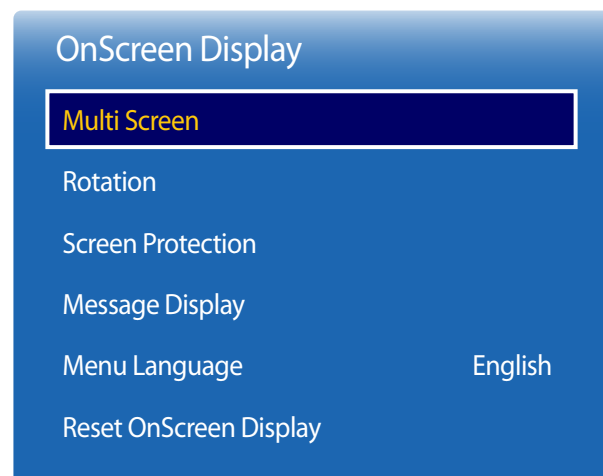 OnScreen Display
Multi Screen
Rotation
Screen Protection
Message Display
Menu Language English
Reset OnScreen Display